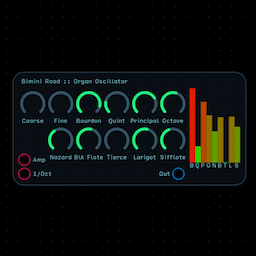 Bimini Road :: Organ Oscillator
Coarse Fine Bourdon Quint Principal Octave
Nazard Blk Flote Tierce Larigot Sifflote
B Q P O N B T L S
Amp
1/Oct Out